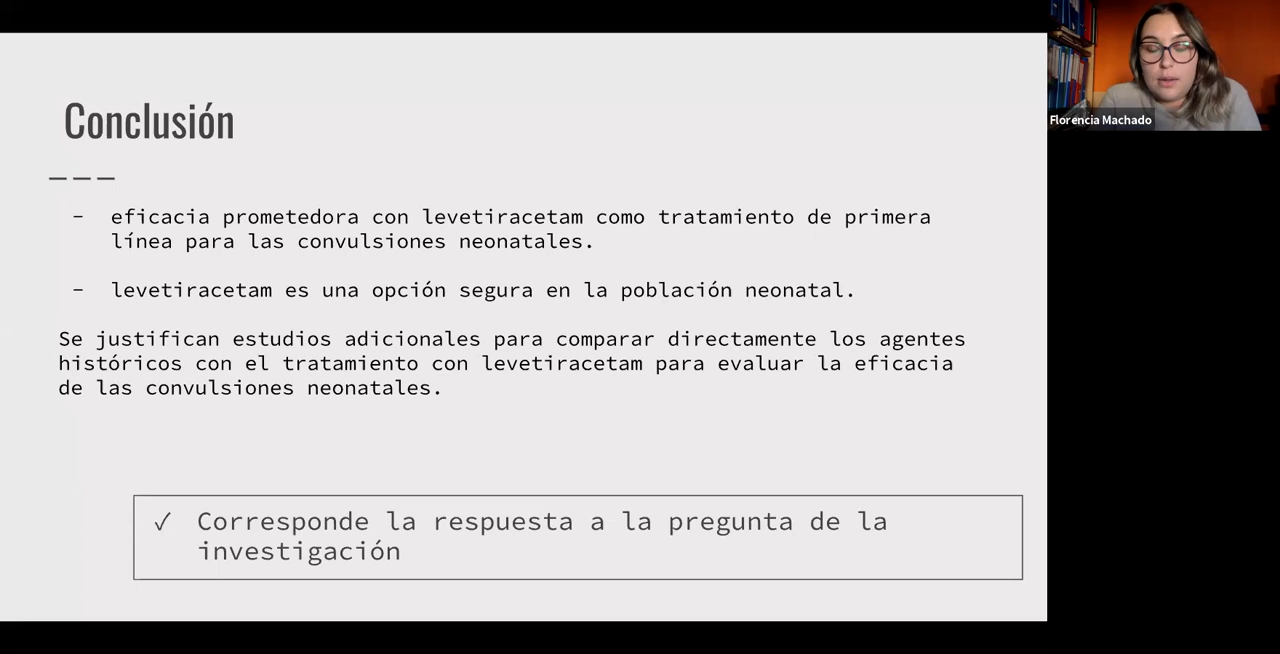 Conclusión
- eficacia prometedora con levetiracetam como tratamiento de primera
línea para las convulsiones neonatales.
- levetiracetam es una opción segura en la población neonatal.
Se justifican estudios adicionales para comparar directamente los agentes
históricos con el tratamiento con levetiracetam para evaluar la eficacia
de las convulsiones neonatales.
✓ Corresponde la respuesta a la pregunta de la
investigación
Florencia Machado